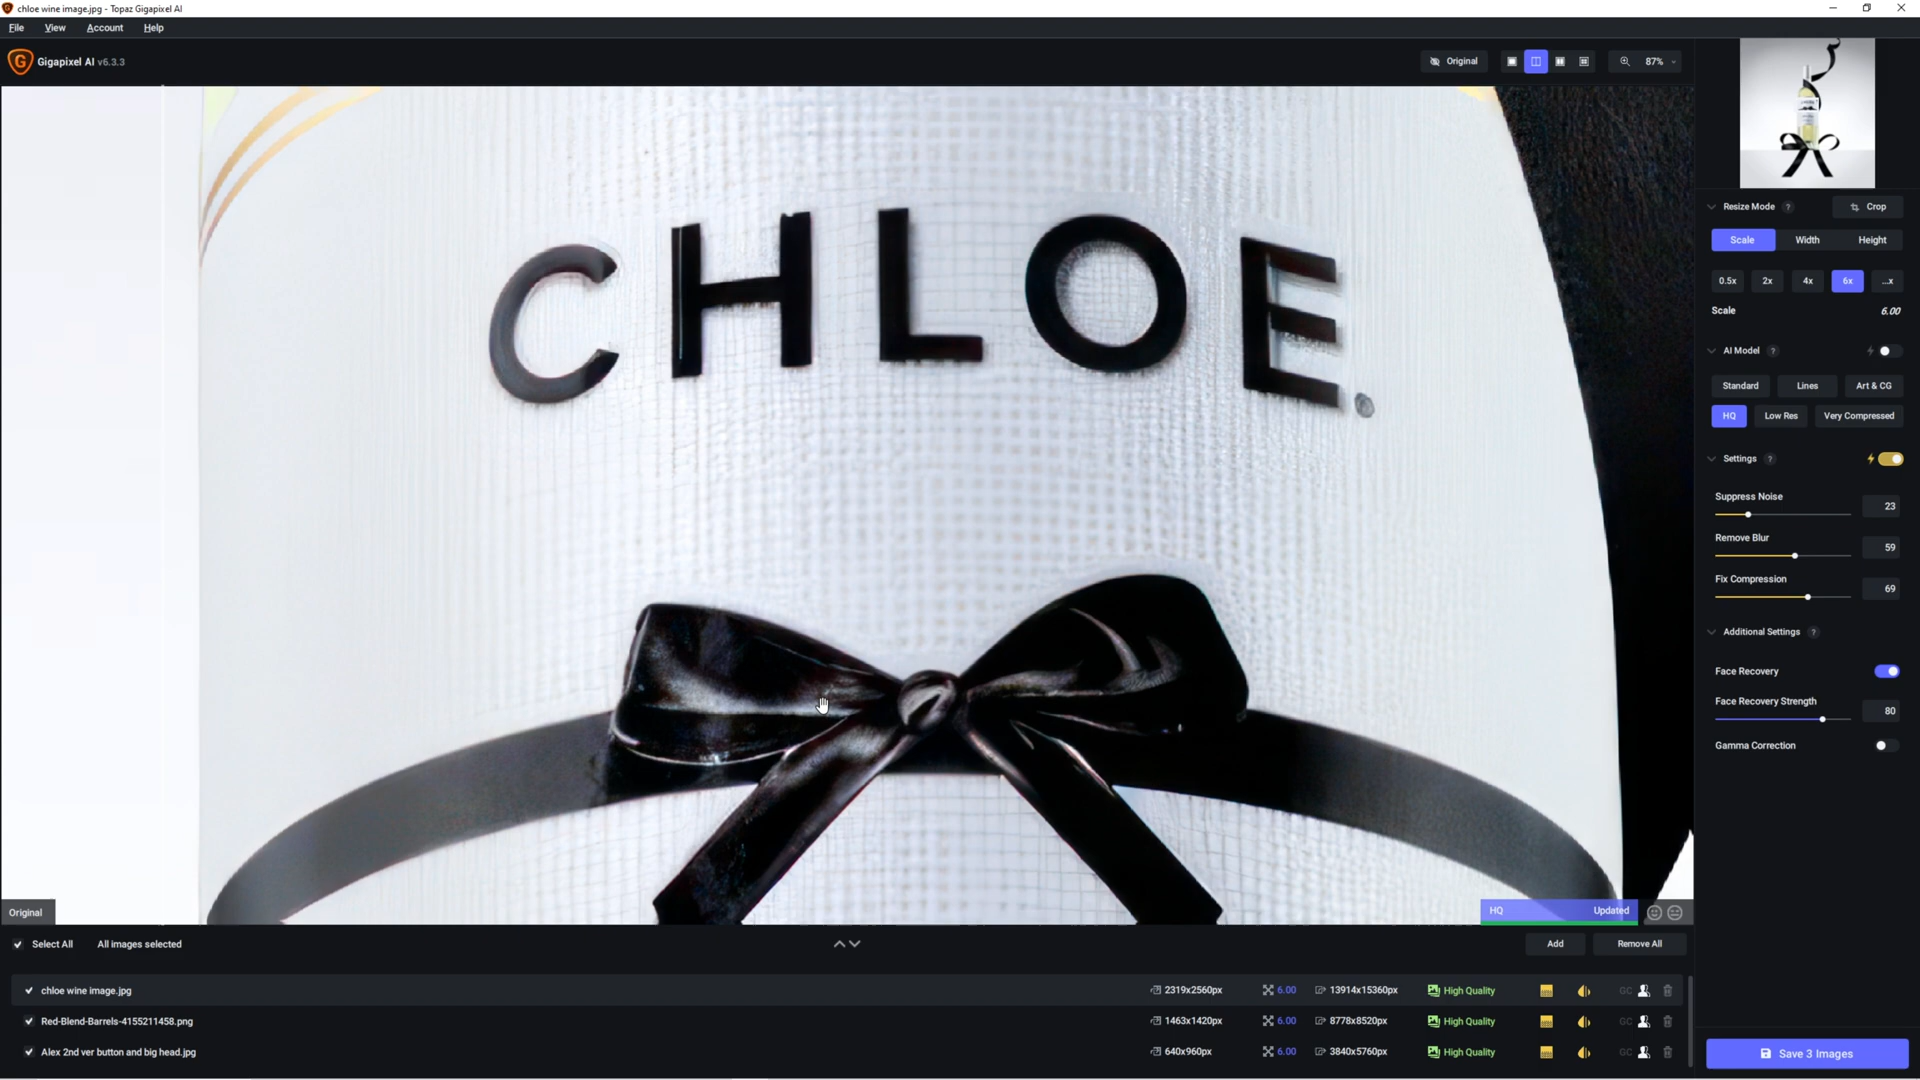 chloe wine image.jpg - Topaz Gigapixel AI
File View Account Help
Gigapixel AI v6.3.3
Original
87%
CHLOE.
Original
HQ Updated
Resize Mode ? Crop
Scale Width Height
0.5x 2x 4x 6x ...x
Scale 6.00
AI Model ?
Standard Lines Art & CG
HQ Low Res Very Compressed
Settings ?
Suppress Noise 23
Remove Blur 59
Fix Compression 69
Additional Settings ?
Face Recovery
Face Recovery Strength 80
Gamma Correction
Select All All images selected Add Remove All
chloe wine image.jpg 2319x2560px 6.00 13914x15360px High Quality GC
Red-Blend-Barrels-4155211458.png 1463x1420px 6.00 8778x8520px High Quality GC
Alex 2nd ver button and big head.jpg 640x960px 6.00 3840x5760px High Quality GC
Save 3 Images